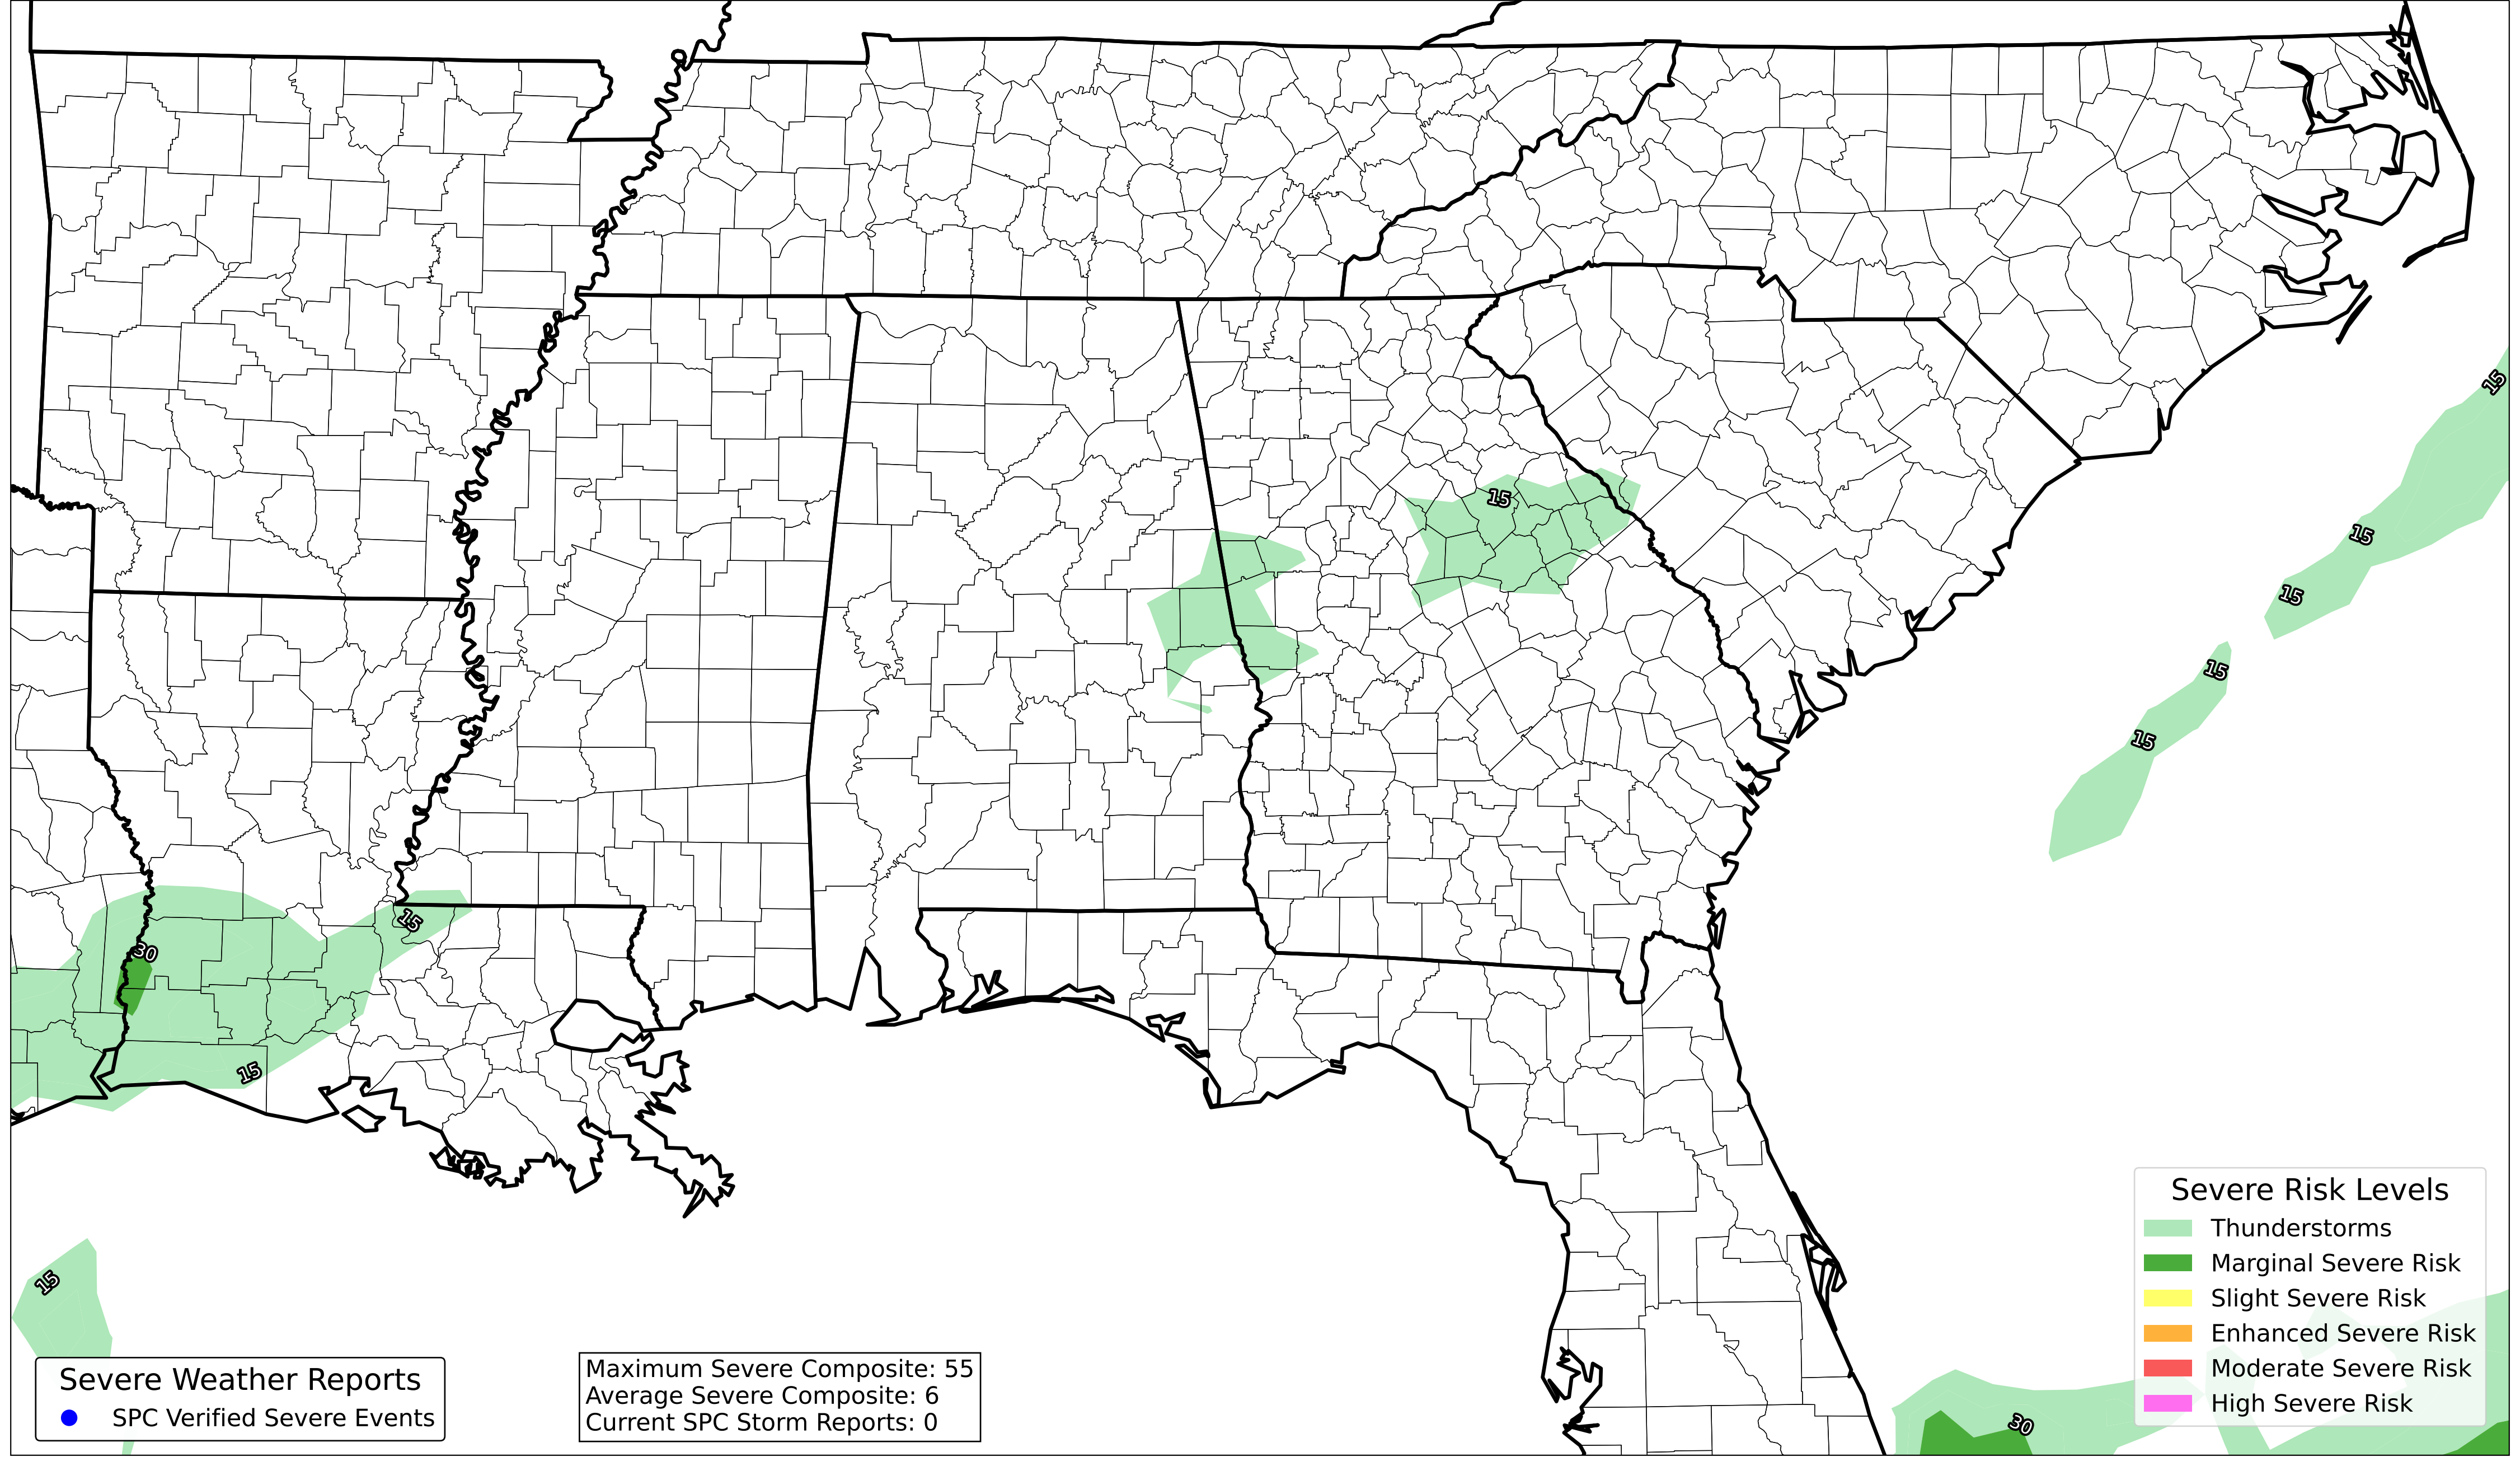 15
15
15
15
15
15
15
30
15
15
30
Severe Risk Levels
Thunderstorms
Marginal Severe Risk
Slight Severe Risk
Enhanced Severe Risk
Moderate Severe Risk
High Severe Risk
Severe Weather Reports
SPC Verified Severe Events
Maximum Severe Composite: 55
Average Severe Composite: 6
Current SPC Storm Reports: 0